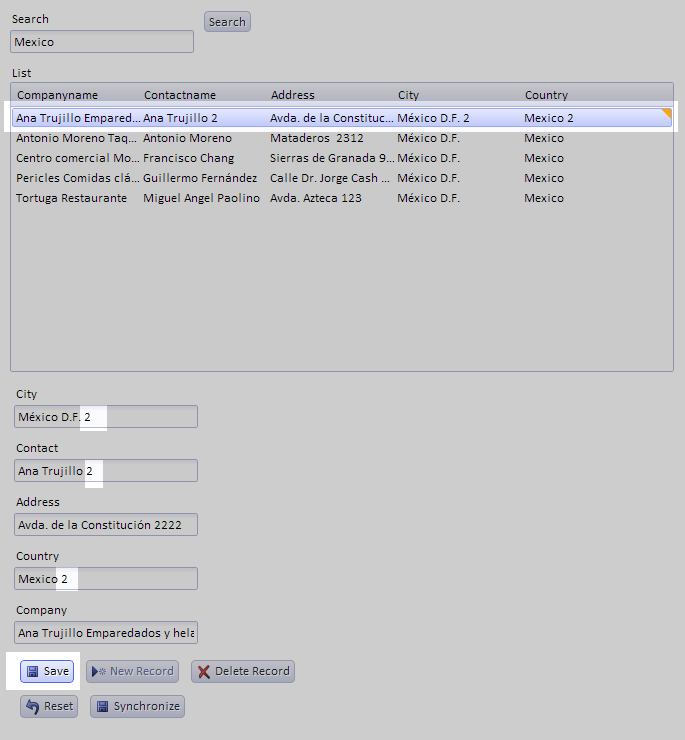 Search
Search
Mexico
List
Companyname Contactname Address City Country
Ana Trujillo Empared... Ana Trujillo 2 Avda. de la Constituc... México D.F. 2 Mexico 2
Antonio Moreno Taq... Antonio Moreno Mataderos 2312 México D.F. Mexico
Centro comercial Mo... Francisco Chang Sierras de Granada 9... México D.F. Mexico
Pericles Comidas clá... Guillermo Fernández Calle Dr. Jorge Cash ... México D.F. Mexico
Tortuga Restaurante Miguel Angel Paolino Avda. Azteca 123 México D.F. Mexico
City
México D.F. 2
Contact
Ana Trujillo 2
Address
Avda. de la Constitución 2222
Country
Mexico 2
Company
Ana Trujillo Emparedados y hela
Save New Record Delete Record
Reset Synchronize